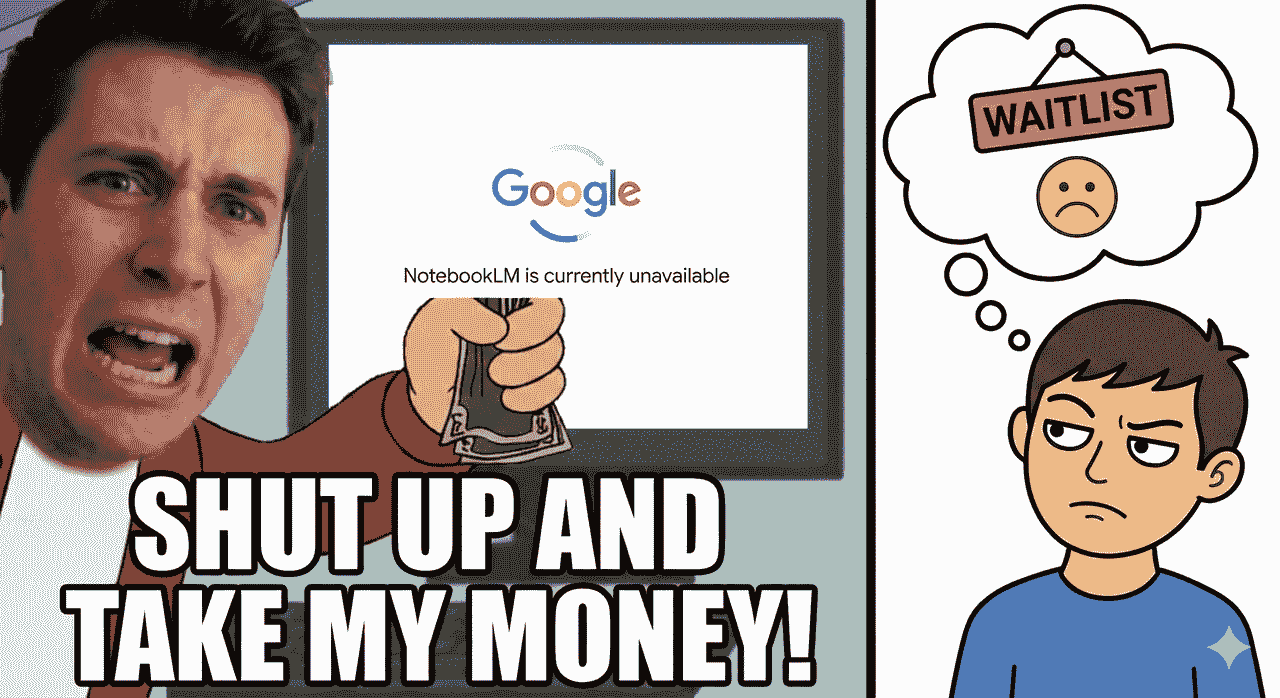 Google
NotebookLM is currently unavailable
SHUT UP AND
TAKE MY MONEY!
WAITLIST